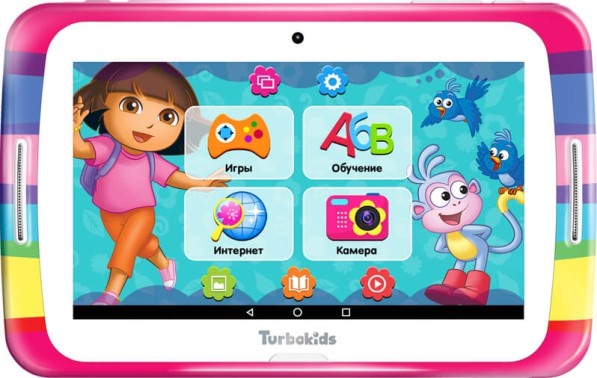 АБВ
Игры
Обучение
Интернет
Камера
TurboKids